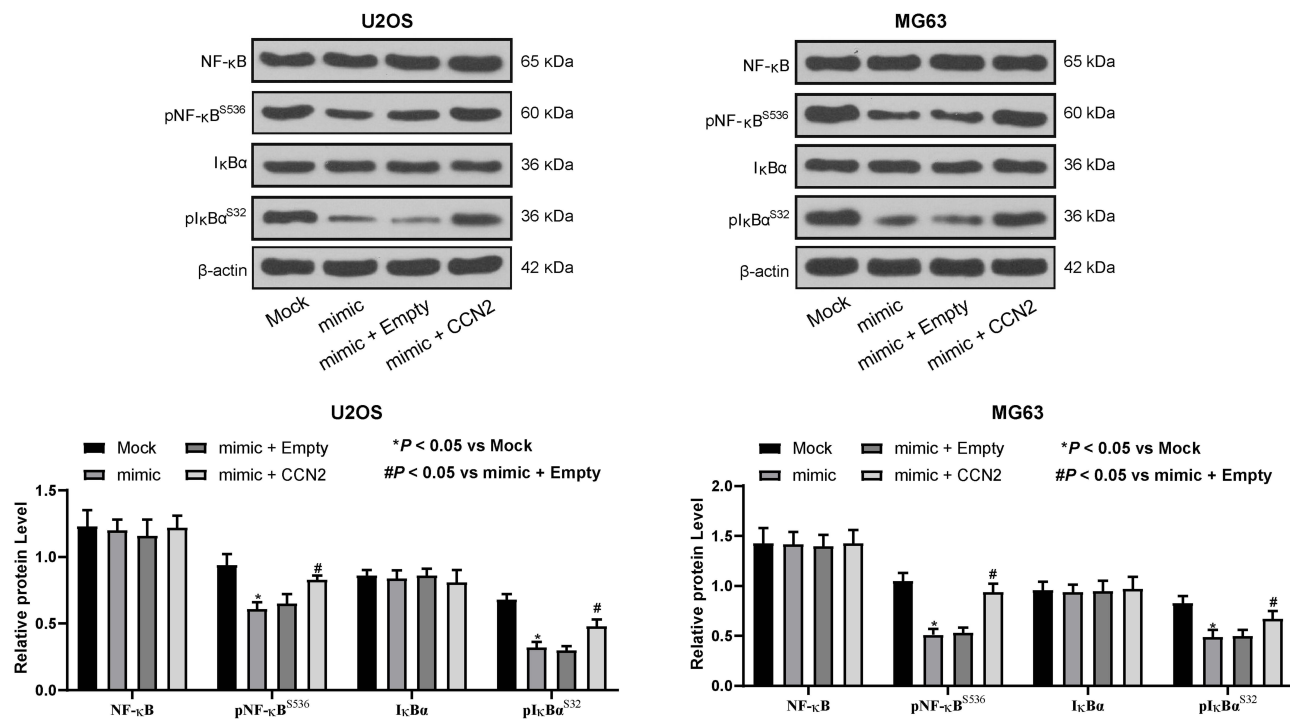 U2OS
NF-κB 65 κDa
pNF-κB^S536 60 κDa
IκBα 36 κDa
pIκBα^S32 36 κDa
β-actin 42 κDa
Mock
mimic
mimic + Empty
mimic + CCN2
MG63
NF-κB 65 kDa
pNF-κB^S536 60 kDa
IκBα 36 kDa
pIκBα^S32 36 kDa
β-actin 42 kDa
Mock
mimic
mimic + Empty
mimic + CCN2
U2OS
Mock mimic + Empty *P < 0.05 vs Mock
mimic mimic + CCN2 #P < 0.05 vs mimic + Empty
Relative protein Level
1.5
1.0
0.5
0.0
* # * #
NF-κB pNF-κB^S536 IκBα pIκBα^S32
MG63
Mock mimic + Empty *P < 0.05 vs Mock
mimic mimic + CCN2 #P < 0.05 vs mimic + Empty
Relative protein Level
2.0
1.5
1.0
0.5
0.0
* # * #
NF-κB pNF-κB^S536 IκBα pIκBα^S32